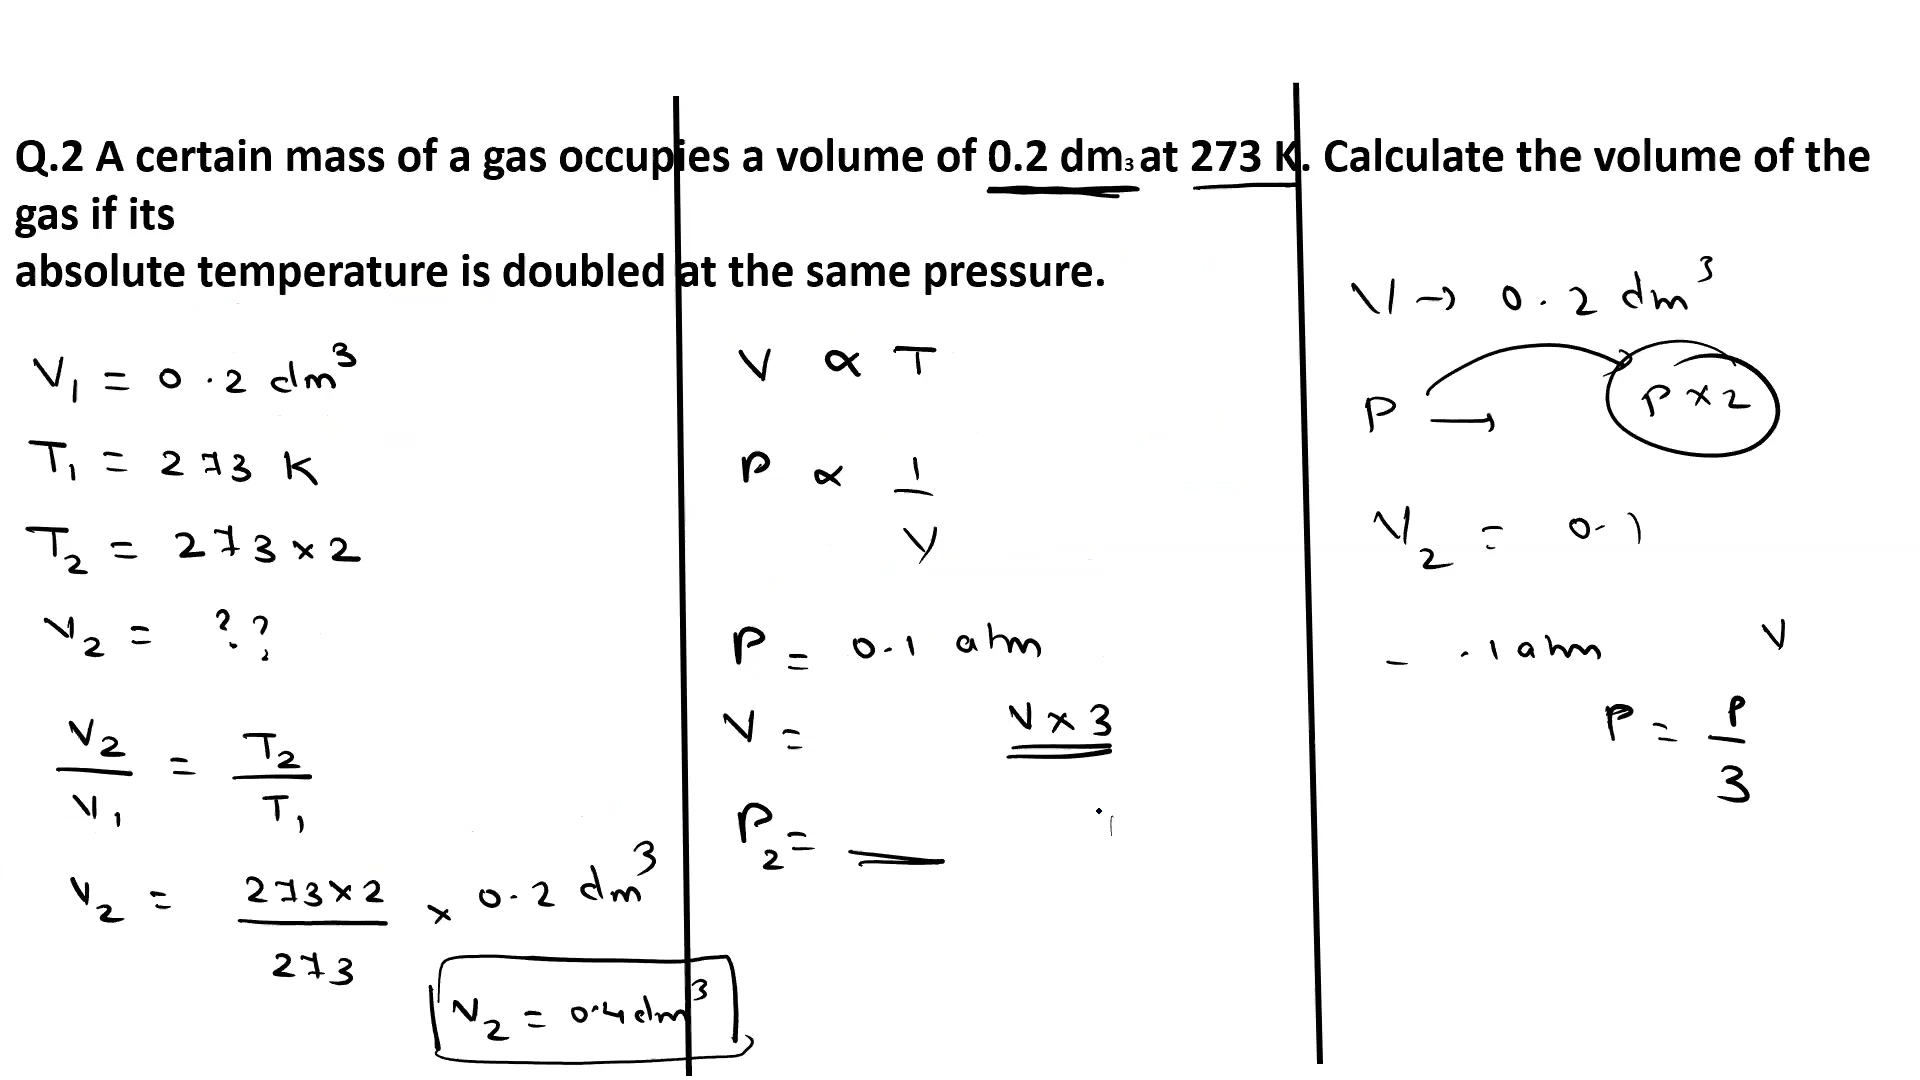 Q.2 A certain mass of a gas occupies a volume of 0.2 dm3 at 273 K. Calculate the volume of the
gas if its
absolute temperature is doubled at the same pressure.
V₁ = 0.2 dm³
T₁ = 273 K
T₂ = 273 × 2
V₂ = ??
V₂/V₁ = T₂/T₁
V₂ = 273×2/273 × 0.2 dm³
V₂ = 0.4 dm³
V ∝ T
P ∝ 1/V
P = 0.1 atm
V = V × 3
P₂ =
V → 0.2 dm³
P → P × 2
V₂ = 0.1
.1 atm V
P = P/3